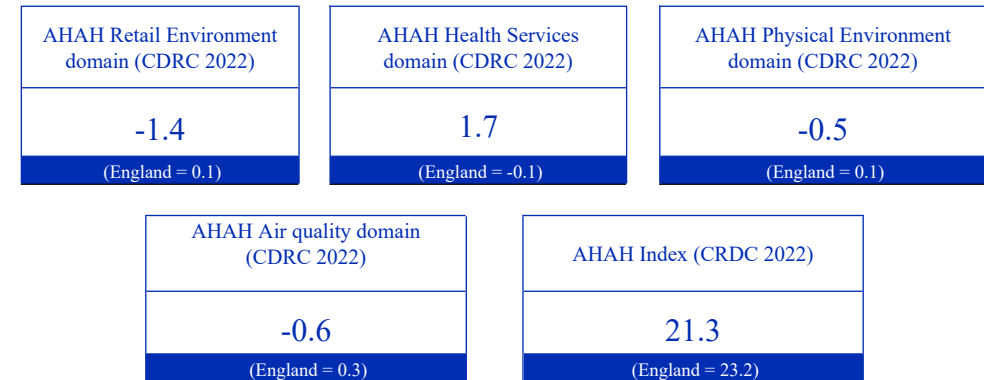 AHAH Retail Environment
domain (CDRC 2022)
-1.4
(England = 0.1)
AHAH Health Services
domain (CDRC 2022)
1.7
(England = -0.1)
AHAH Physical Environment
domain (CDRC 2022)
-0.5
(England = 0.1)
AHAH Air quality domain
(CDRC 2022)
-0.6
(England = 0.3)
AHAH Index (CRDC 2022)
21.3
(England = 23.2)